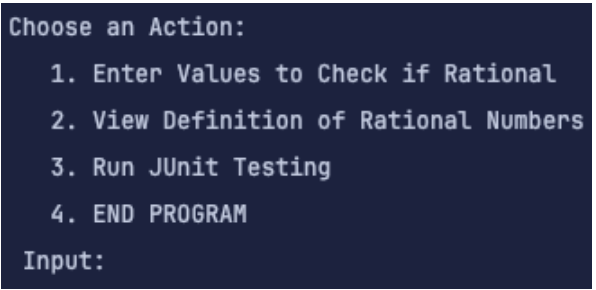 Choose an Action:
1. Enter Values to Check if Rational
2. View Definition of Rational Numbers
3. Run JUnit Testing
4. END PROGRAM
Input: